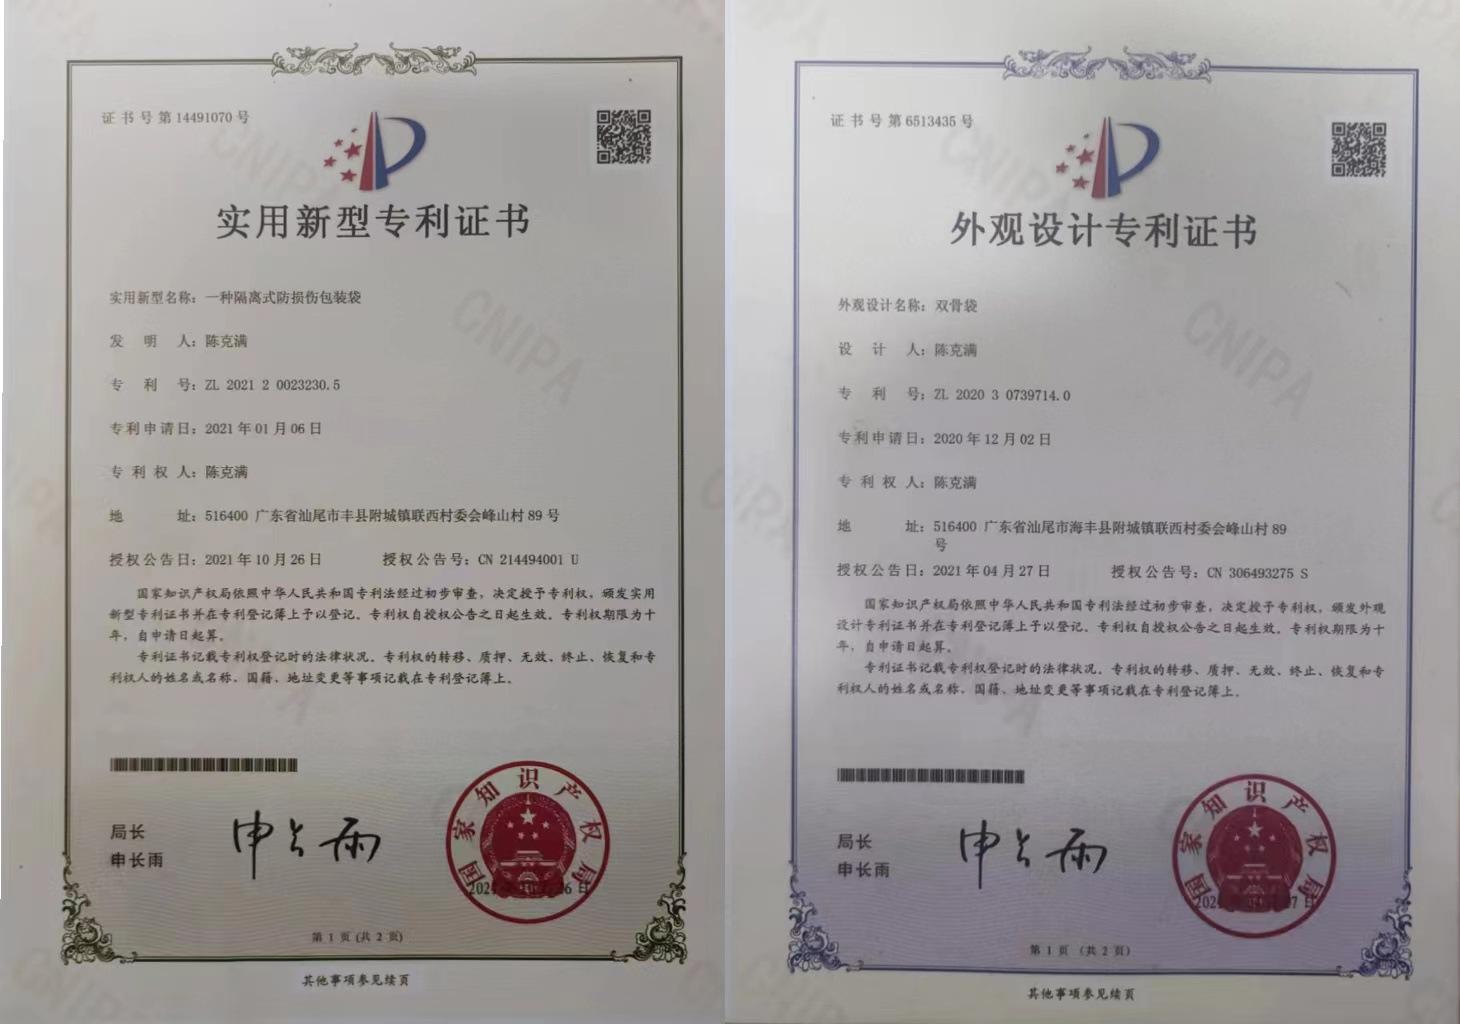 证书号第14491070号
实用新型专利证书
实用新型名称：一种隔离式防损伤包装袋
发明人：陈克满
专利号：ZL 2021 2 0023230.5
专利申请日：2021年01月06日
专利权人：陈克满
地址：516400 广东省汕尾市丰县附城镇联西村委会峰山村89号
授权公告日：2021年10月26日 授权公告号：CN 214494001 U
国家知识产权局依照中华人民共和国专利法经过初步审查，决定授予专利权，颁发实用
新型专利证书并在专利登记簿上予以登记。专利权自授权公告之日起生效。专利权期限为十
年，自申请日起算。
专利证书记载专利权登记时的法律状况。专利权的转移、质押、无效、终止、恢复和专
利权人的姓名或名称、国籍、地址变更等事项记载在专利登记簿上。
局长
申长雨
申长雨
国家知识产权局
第 1 页 (共 2 页)
其他事项参见续页
证书号第6513435号
外观设计专利证书
外观设计名称：双骨袋
设计人：陈克满
专利号：ZL 2020 3 0739714.0
专利申请日：2020年12月02日
专利权人：陈克满
地址：516400 广东省汕尾市海丰县附城镇联西村委会峰山村89
号
授权公告日：2021年04月27日 授权公告号：CN 306493275 S
国家知识产权局依照中华人民共和国专利法经过初步审查，决定授予专利权，颁发外观
设计专利证书并在专利登记簿上予以登记。专利权自授权公告之日起生效。专利权期限为十
年，自申请日起算。
专利证书记载专利权登记时的法律状况。专利权的转移、质押、无效、终止、恢复和专
利权人的姓名或名称、国籍、地址变更等事项记载在专利登记簿上。
局长
申长雨
申长雨
国家知识产权局
第 1 页 (共 2 页)
其他事项参见续页
CNIPA